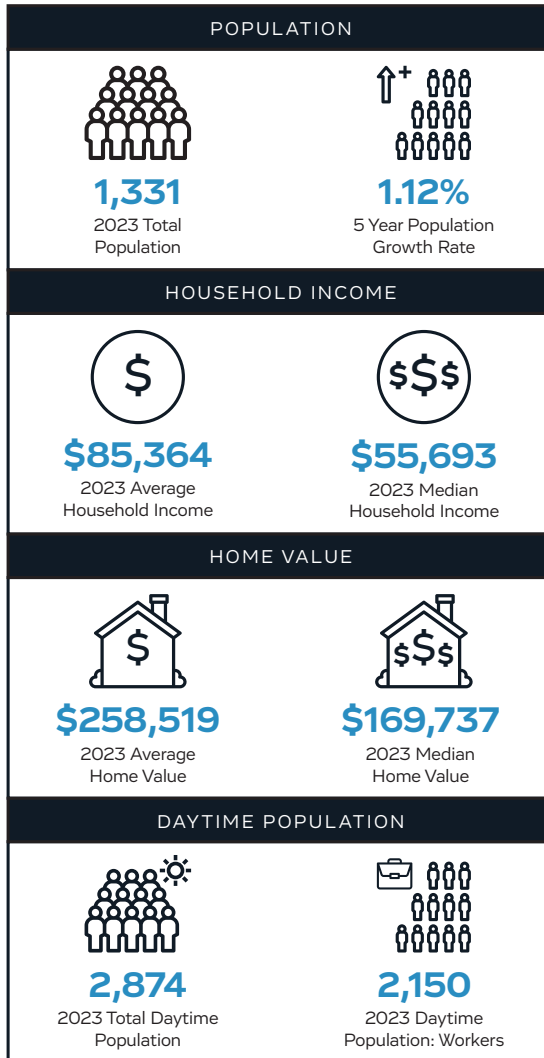 POPULATION
1,331
2023 Total
Population
1.12%
5 Year Population
Growth Rate
HOUSEHOLD INCOME
$
$85,364
2023 Average
Household Income
$$$
$55,693
2023 Median
Household Income
HOME VALUE
$
$258,519
2023 Average
Home Value
$$$
$169,737
2023 Median
Home Value
DAYTIME POPULATION
2,874
2023 Total Daytime
Population
2,150
2023 Daytime
Population: Workers